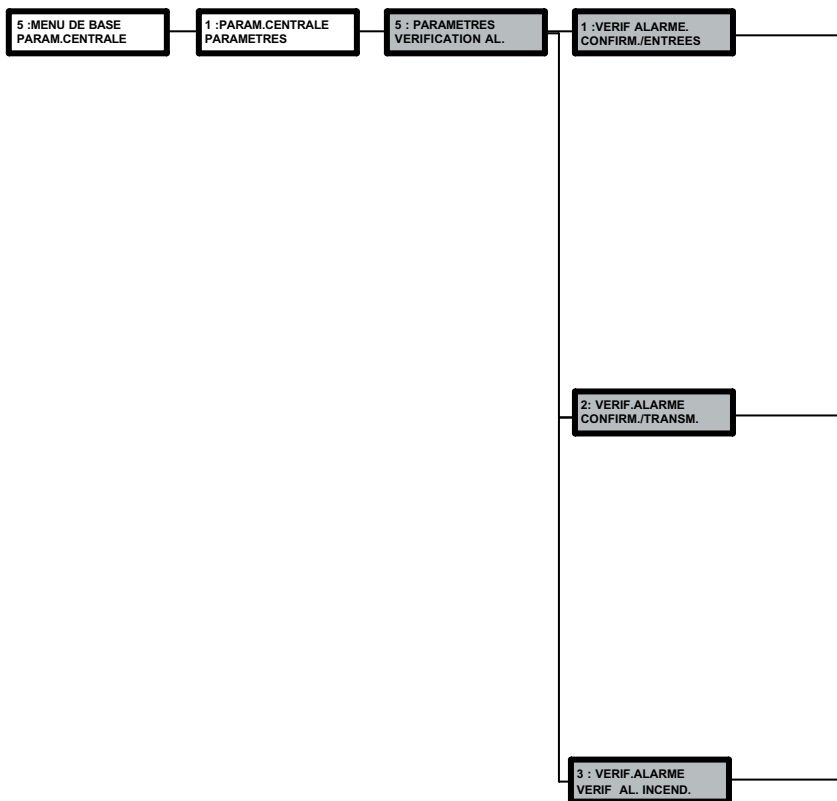 5 :MENU DE BASE
PARAM.CENTRALE
1 :PARAM.CENTRALE
PARAMETRES
5 : PARAMETRES
VERIFICATION AL.
1 :VERIF ALARME.
CONFIRM./ENTREES
2: VERIF.ALARME
CONFIRM./TRANSM.
3 : VERIF.ALARME
VERIF AL. INCEND.